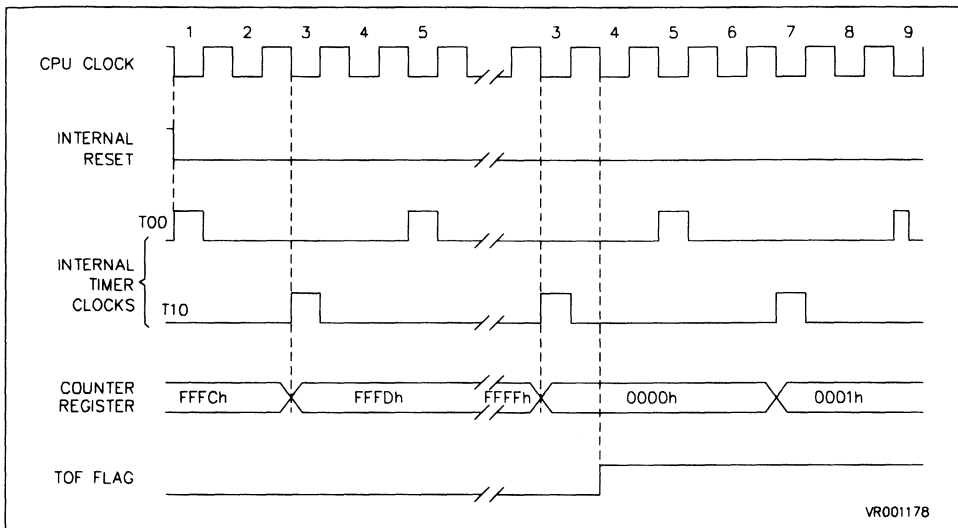 1 2 3 4 5 3 4 5 6 7 8 9
CPU CLOCK
INTERNAL
RESET
T00
INTERNAL
TIMER
CLOCKS
T10
COUNTER
REGISTER
FFFCh FFFDh FFFFh 0000h 0001h
TOF FLAG
VR001178